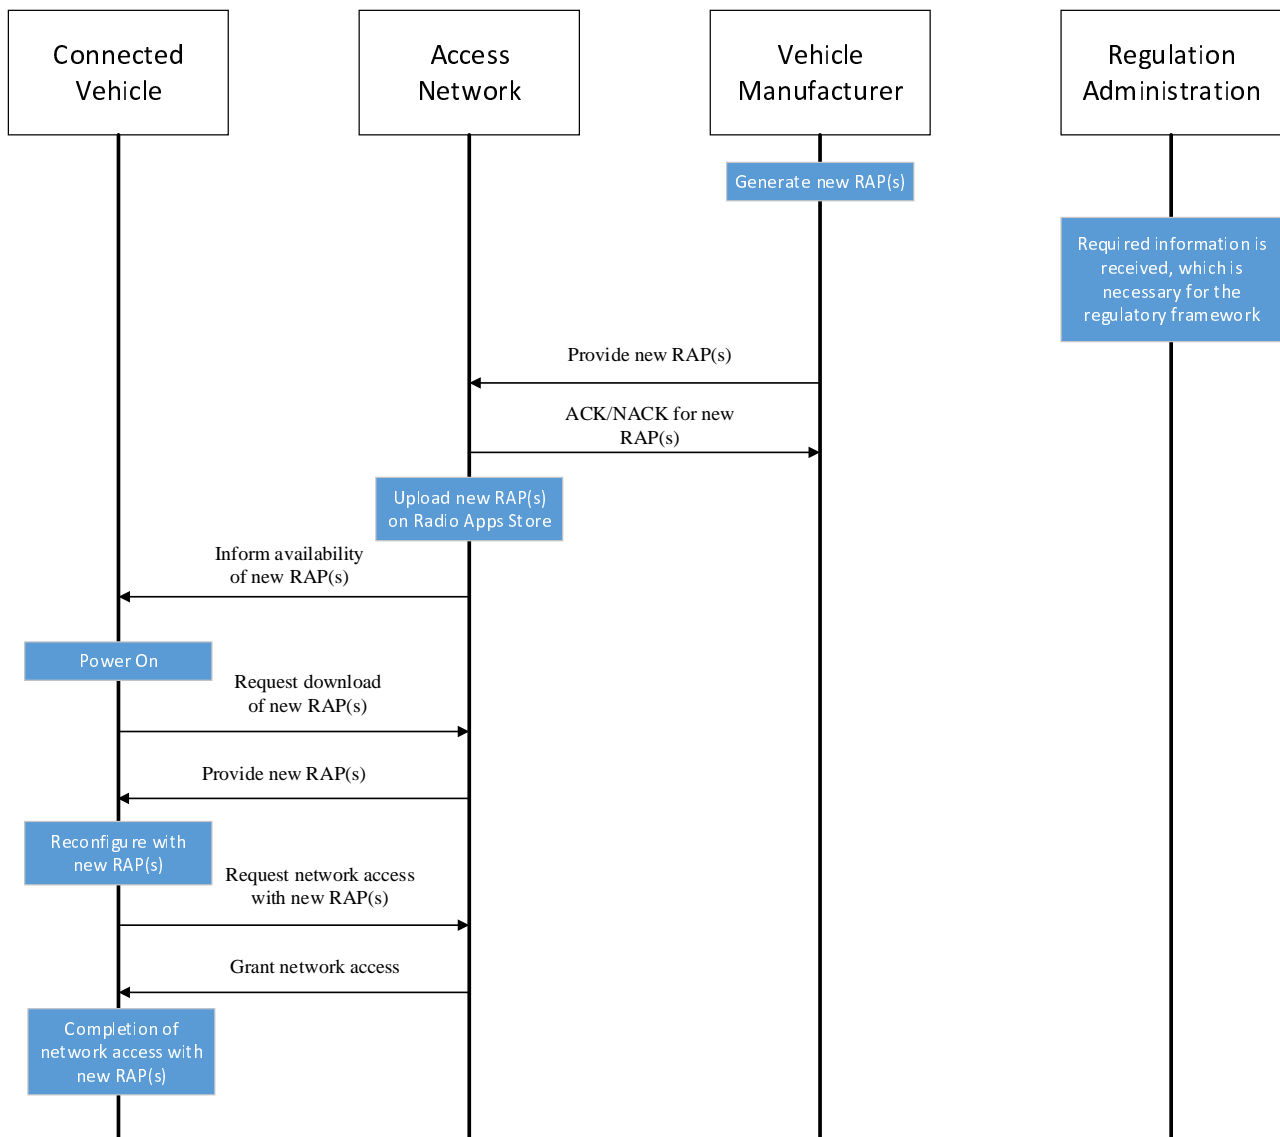 Connected
Vehicle
Access
Network
Vehicle
Manufacturer
Regulation
Administration
Generate new RAP(s)
Required information is
received, which is
necessary for the
regulatory framework
Provide new RAP(s)
ACK/NACK for new
RAP(s)
Upload new RAP(s)
on Radio Apps Store
Inform availability
of new RAP(s)
Power On
Request download
of new RAP(s)
Provide new RAP(s)
Reconfigure with
new RAP(s)
Request network access
with new RAP(s)
Grant network access
Completion of
network access with
new RAP(s)